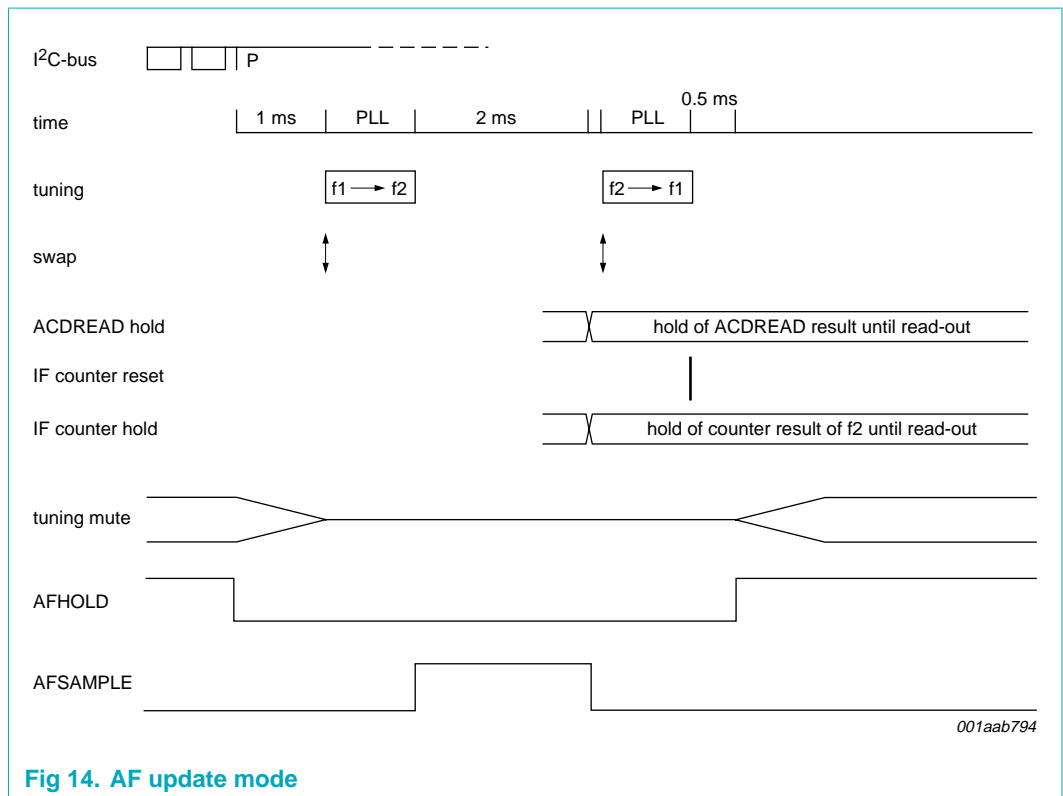 I2C-bus P
0.5 ms
time 1 ms PLL 2 ms PLL
tuning f1 → f2 f2 → f1
swap
ACDREAD hold hold of ACDREAD result until read-out
IF counter reset
IF counter hold hold of counter result of f2 until read-out
tuning mute
AFHOLD
AFSAMPLE
001aab794
Fig 14. AF update mode